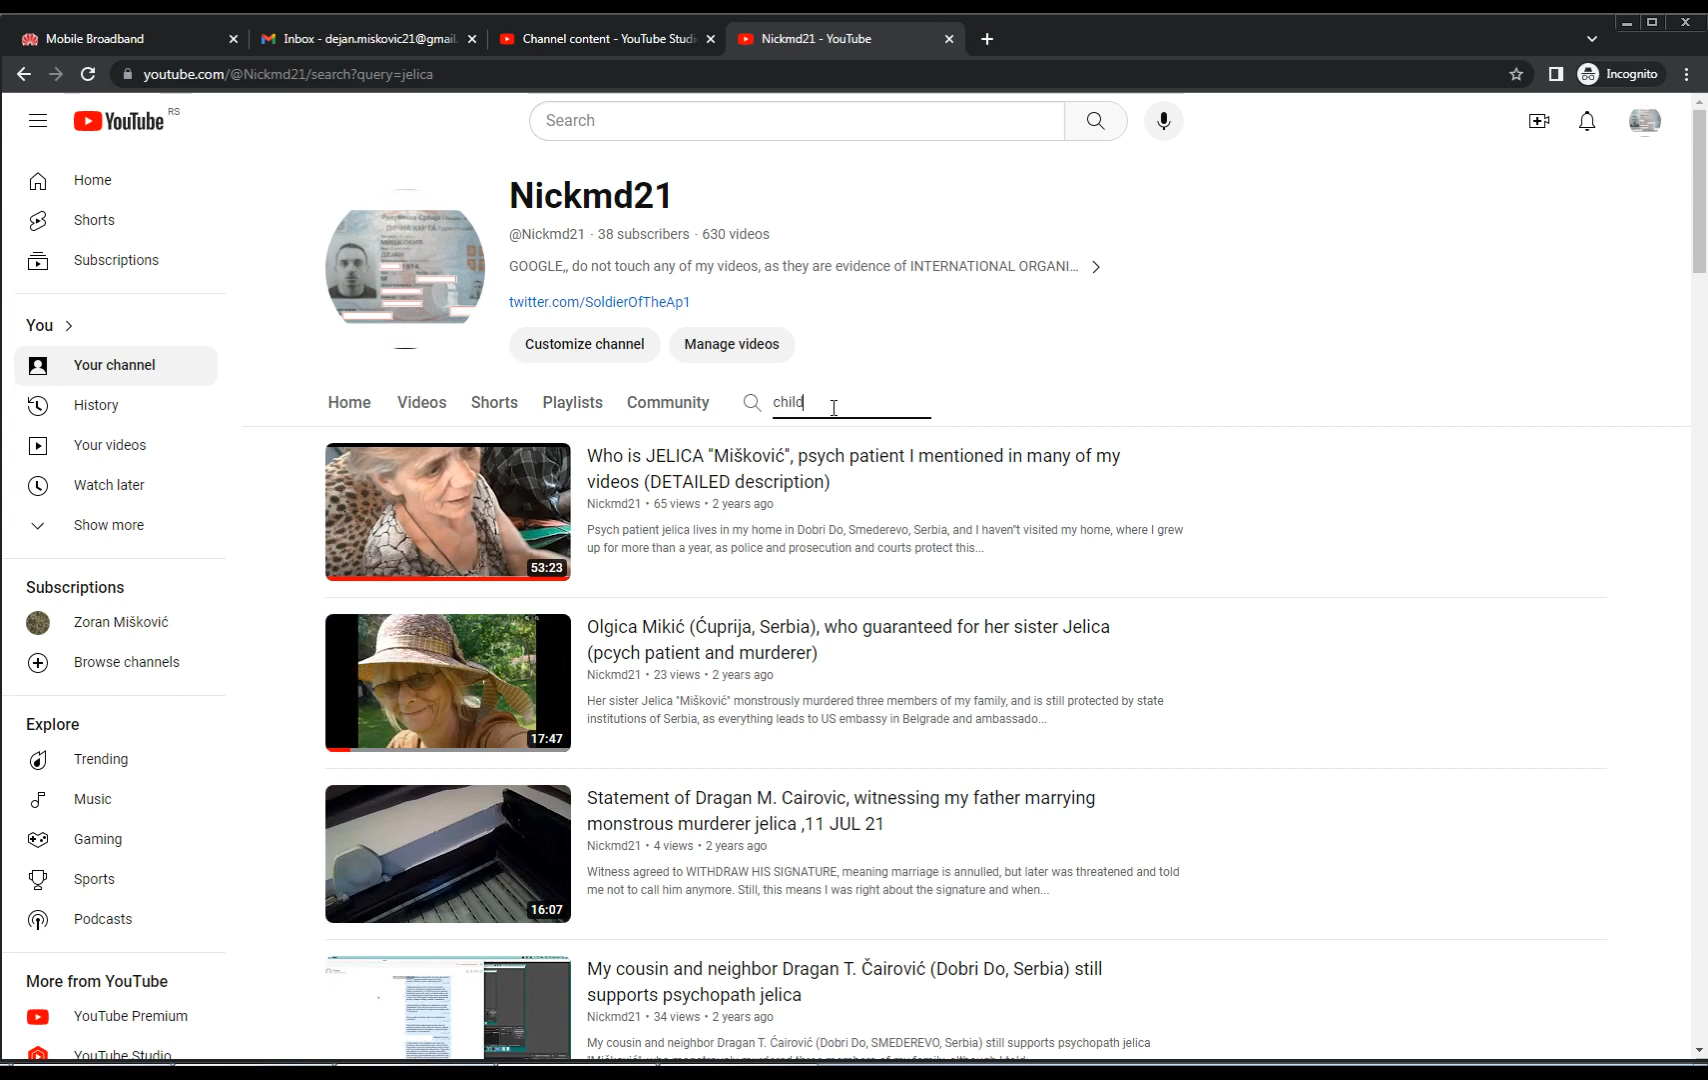 Mobile Broadband
Inbox - dejan.miskovic21@gmail.
Channel content - YouTube Studi
Nickmd21 - YouTube
youtube.com/@Nickmd21/search?query=jelica
Incognito
YouTube RS
Search
Home
Shorts
Subscriptions
You
Your channel
History
Your videos
Watch later
Show more
Subscriptions
Zoran Mišković
Browse channels
Explore
Trending
Music
Gaming
Sports
Podcasts
More from YouTube
YouTube Premium
YouTube Studio
Nickmd21
@Nickmd21 · 38 subscribers · 630 videos
GOOGLE,, do not touch any of my videos, as they are evidence of INTERNATIONAL ORGANI...
twitter.com/SoldierOfTheAp1
Customize channel
Manage videos
Home Videos Shorts Playlists Community child
53:23
Who is JELICA "Mišković", psych patient I mentioned in many of my
videos (DETAILED description)
Nickmd21 • 65 views • 2 years ago
Psych patient jelica lives in my home in Dobri Do, Smederevo, Serbia, and I haven"t visited my home, where I grew
up for more than a year, as police and prosecution and courts protect this...
17:47
Olgica Mikić (Ćuprija, Serbia), who guaranteed for her sister Jelica
(pcych patient and murderer)
Nickmd21 • 23 views • 2 years ago
Her sister Jelica "Mišković" monstrously murdered three members of my family, and is still protected by state
institutions of Serbia, as everything leads to US embassy in Belgrade and ambassado...
16:07
Statement of Dragan M. Cairovic, witnessing my father marrying
monstrous murderer jelica ,11 JUL 21
Nickmd21 • 4 views • 2 years ago
Witness agreed to WITHDRAW HIS SIGNATURE, meaning marriage is annulled, but later was threatened and told
me not to call him anymore. Still, this means I was right about the signature and when...
My cousin and neighbor Dragan T. Čairović (Dobri Do, Serbia) still
supports psychopath jelica
Nickmd21 • 34 views • 2 years ago
My cousin and neighbor Dragan T. Ćairović (Dobri Do, SMEDEREVO, Serbia) still supports psychopath jelica